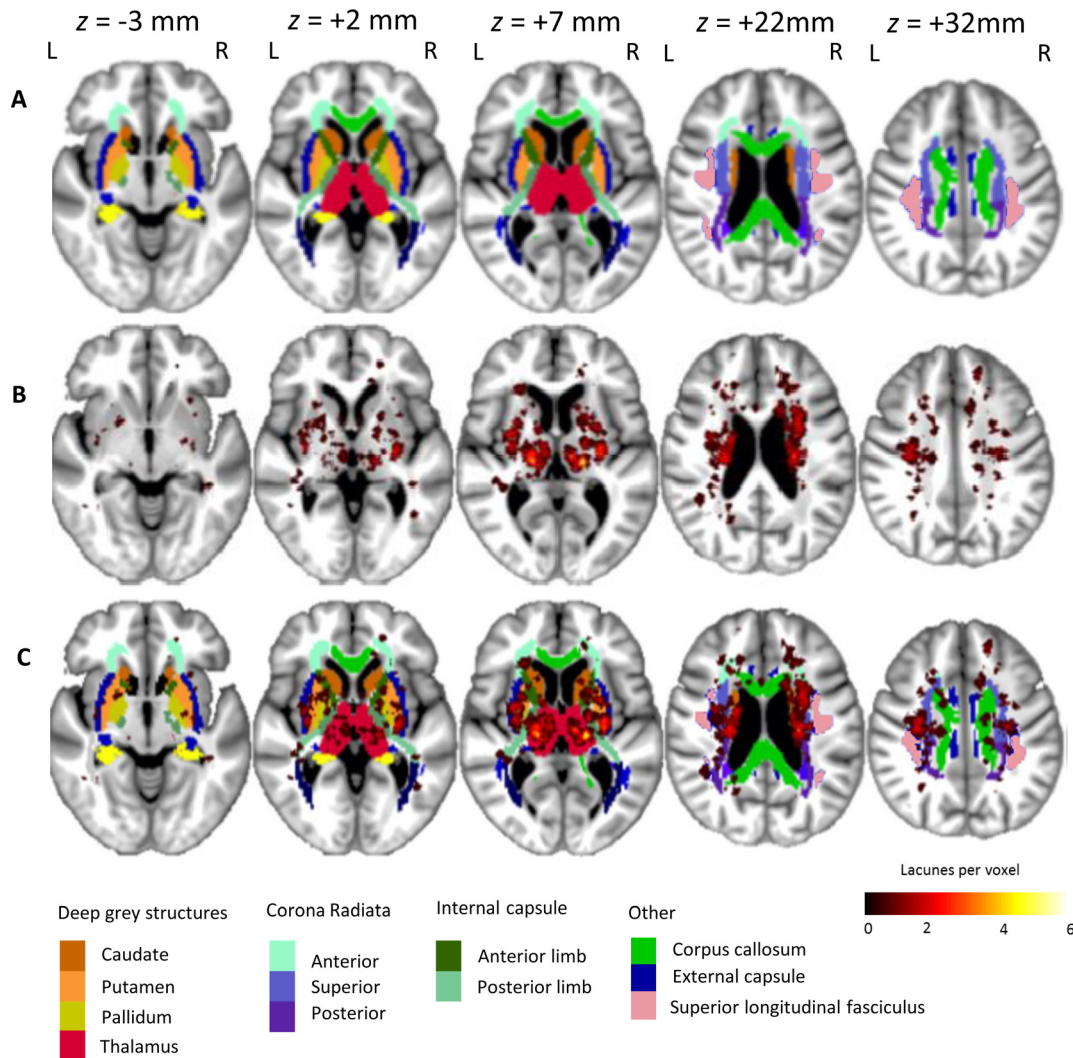 z = -3 mm z = +2 mm z = +7 mm z = +22mm z = +32mm
L R L R L R L R L R
A
B
C
Lacunes per voxel
0 2 4 6
Deep grey structures
Caudate
Putamen
Pallidum
Thalamus
Corona Radiata
Anterior
Superior
Posterior
Internal capsule
Anterior limb
Posterior limb
Other
Corpus callosum
External capsule
Superior longitudinal fasciculus